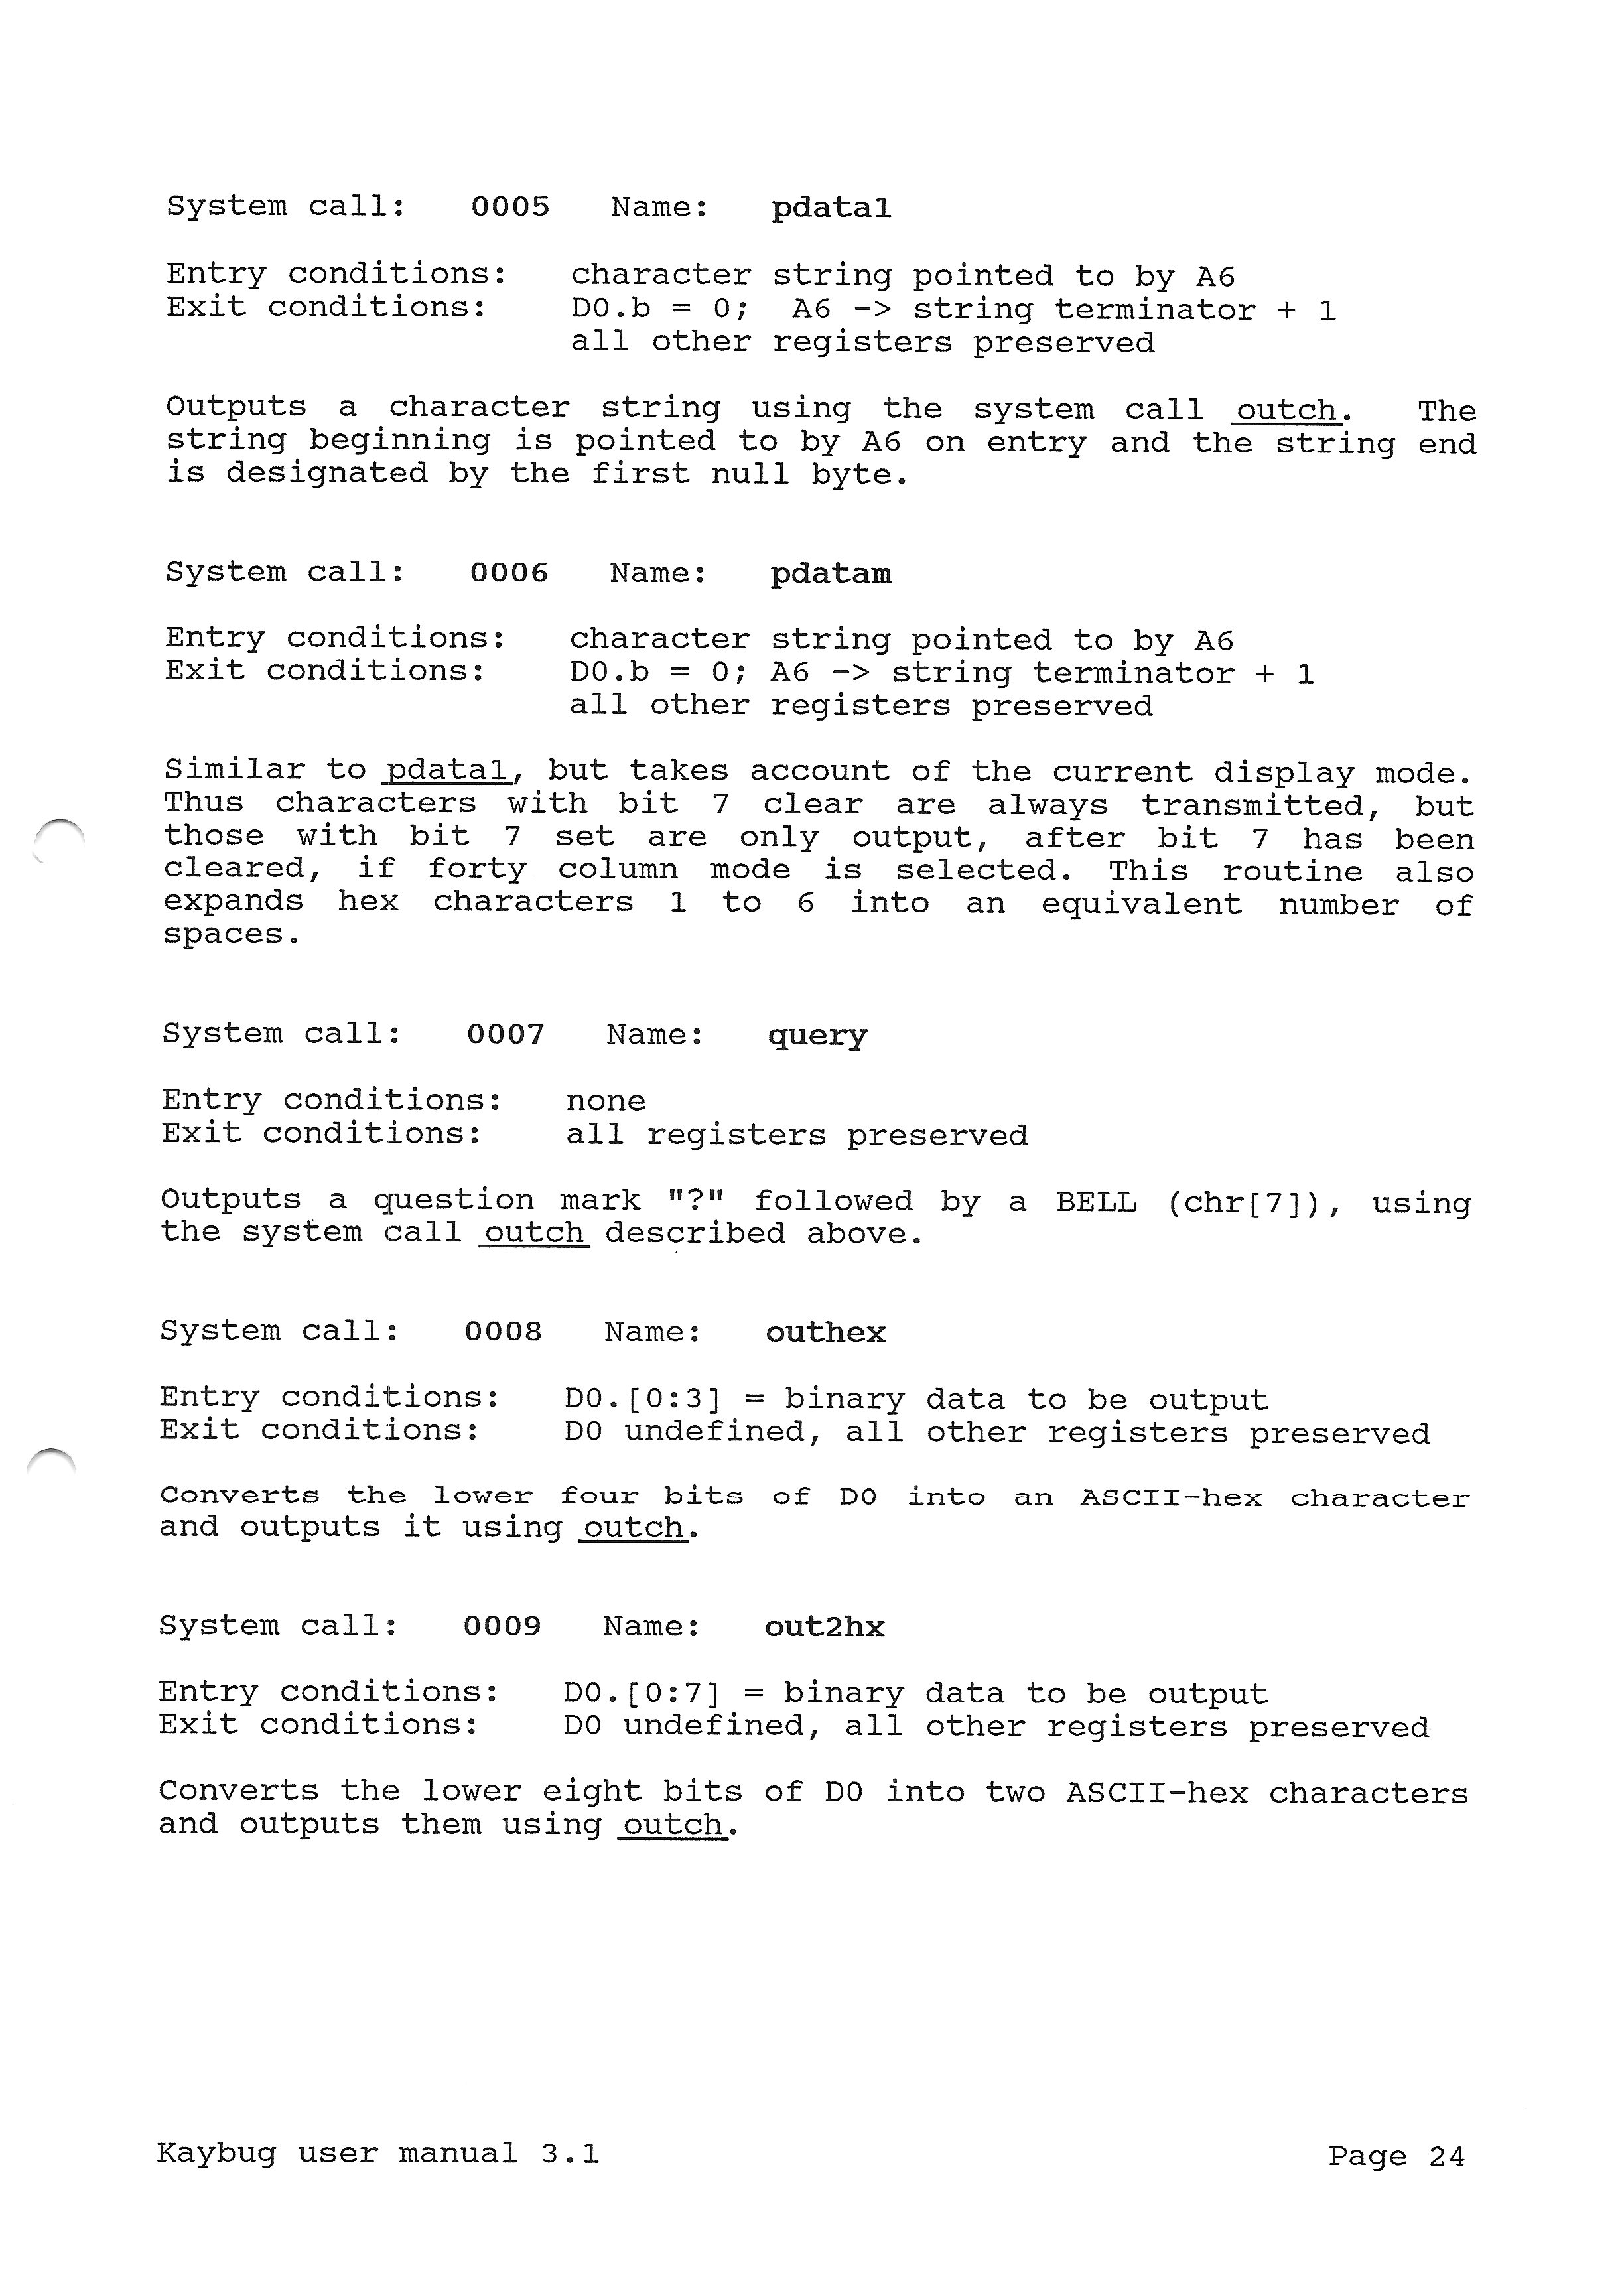 System call: 0005 Name: pdata1
Entry conditions: character string pointed to by A6
Exit conditions: D0.b = 0; A6 -> string terminator + 1
all other registers preserved
Outputs a character string using the system call outch. The
string beginning is pointed to by A6 on entry and the string end
is designated by the first null byte.
System call: 0006 Name: pdatam
Entry conditions: character string pointed to by A6
Exit conditions: D0.b = 0; A6 -> string terminator + 1
all other registers preserved
Similar to pdata1, but takes account of the current display mode.
Thus characters with bit 7 clear are always transmitted, but
those with bit 7 set are only output, after bit 7 has been
cleared, if forty column mode is selected. This routine also
expands hex characters 1 to 6 into an equivalent number of
spaces.
System call: 0007 Name: query
Entry conditions: none
Exit conditions: all registers preserved
Outputs a question mark "?" followed by a BELL (chr[7]), using
the system call outch described above.
System call: 0008 Name: outhex
Entry conditions: D0.[0:3] = binary data to be output
Exit conditions: D0 undefined, all other registers preserved
Converts the lower four bits of D0 into an ASCII-hex character
and outputs it using outch.
System call: 0009 Name: out2hx
Entry conditions: D0.[0:7] = binary data to be output
Exit conditions: D0 undefined, all other registers preserved
Converts the lower eight bits of D0 into two ASCII-hex characters
and outputs them using outch.
Kaybug user manual 3.1 Page 24